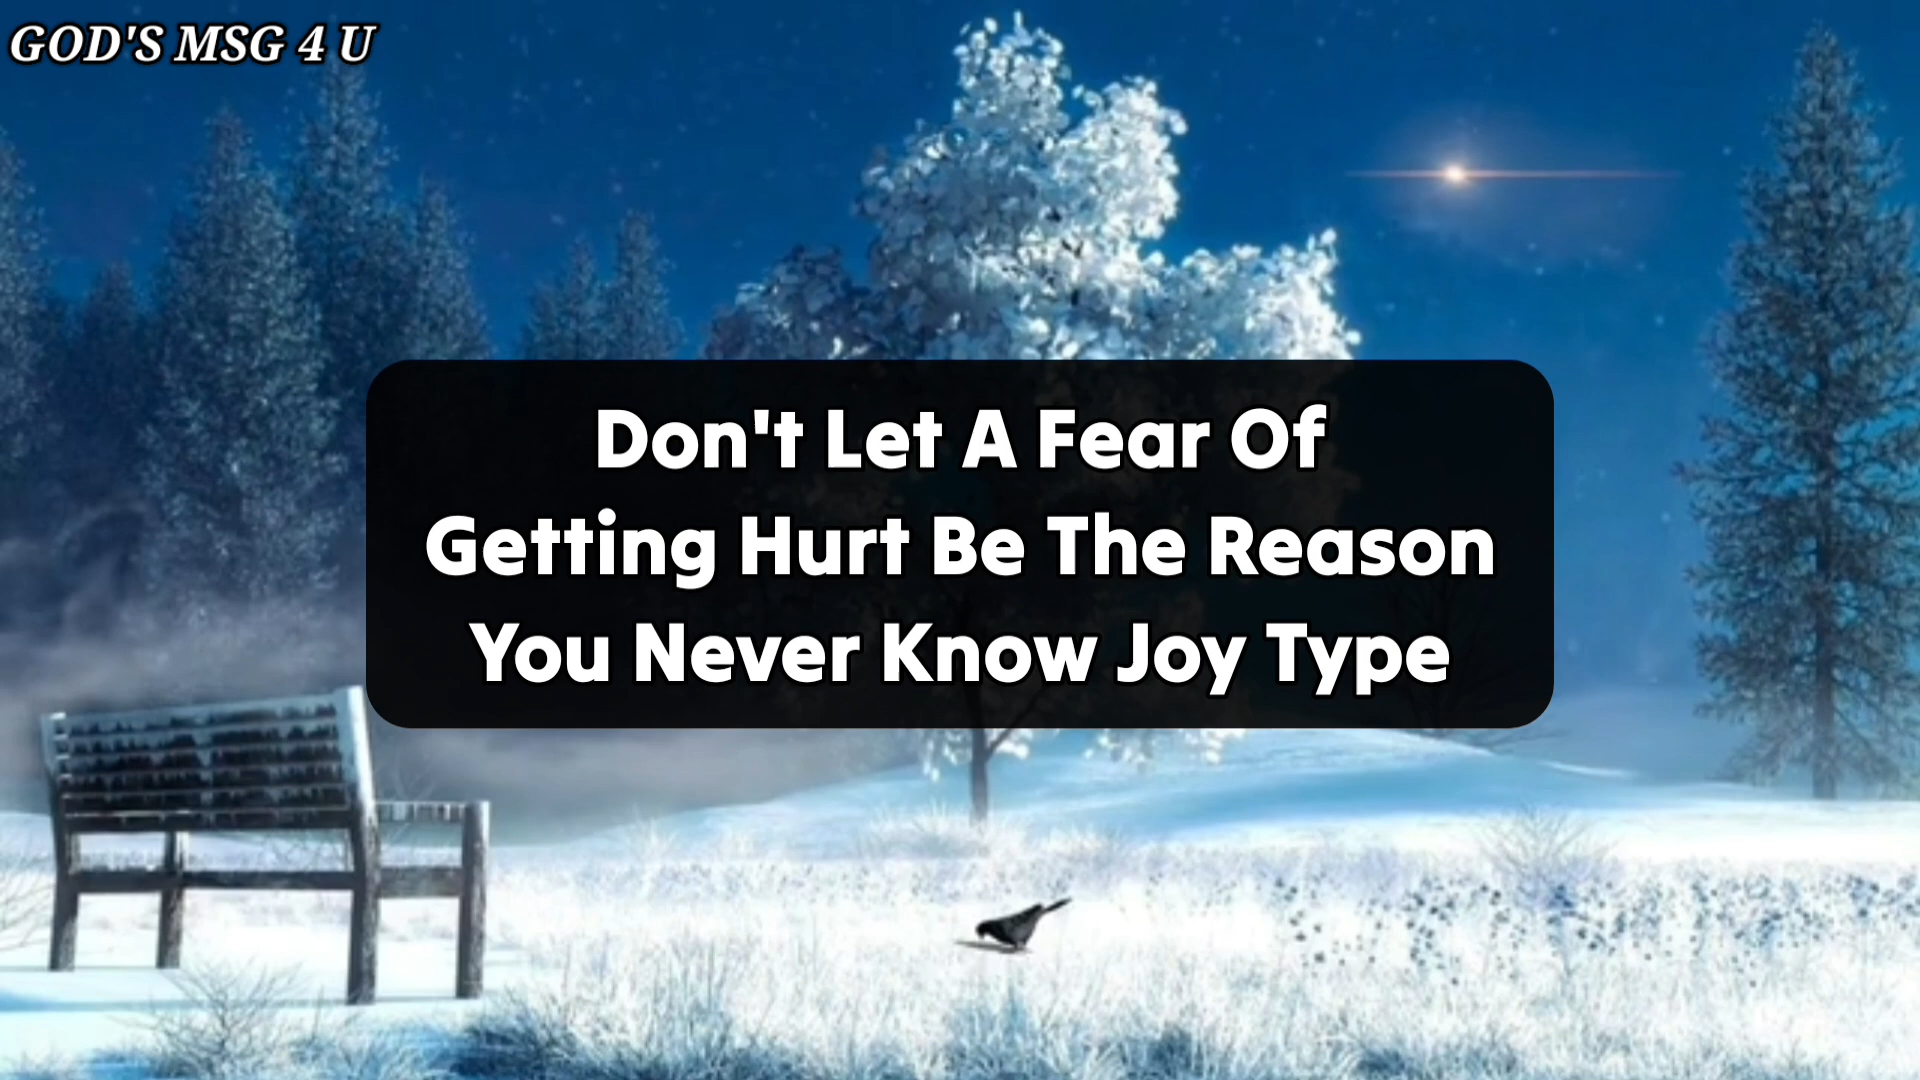 GOD'S MSG 4 U
Don't Let A Fear Of
Getting Hurt Be The Reason
You Never Know Joy Type